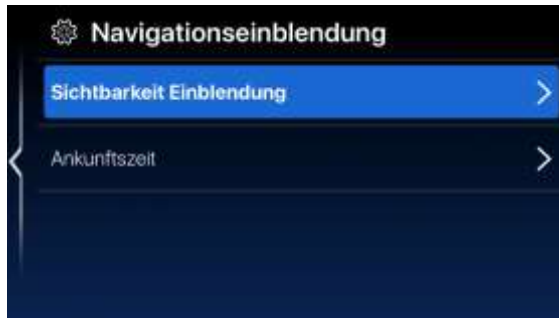 Navigationseinblendung
Sichtbarkeit Einblendung
Ankunftszeit